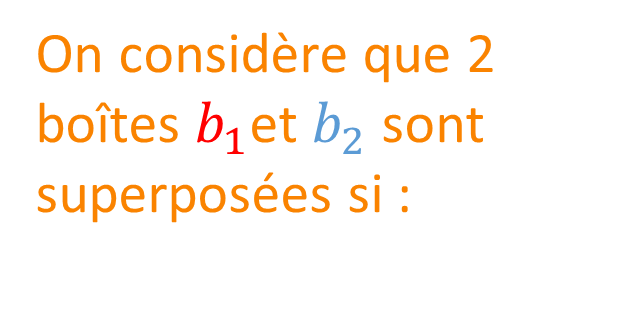 On considère que 2
boîtes b₁ et b₂ sont
superposées si :